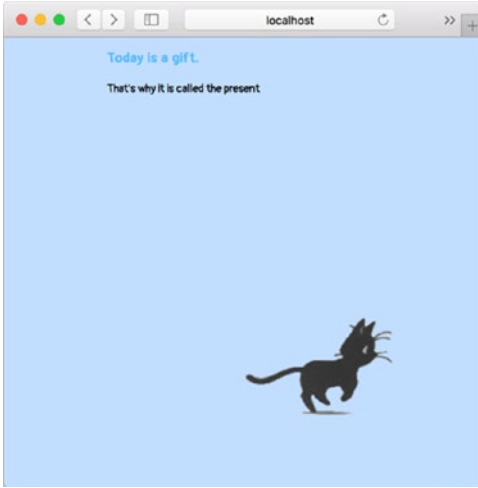 localhost
Today is a gift.
That's why it is called the present